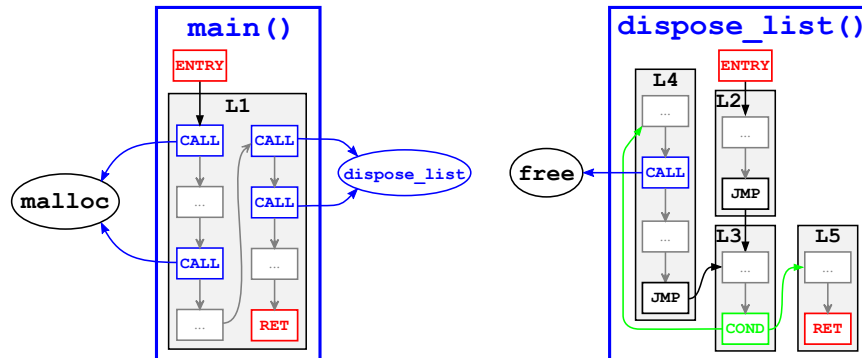 main()
ENTRY
L1
CALL
...
CALL
...
CALL
CALL
...
RET
malloc
dispose_list
dispose_list()
L4
...
CALL
...
JMP
free
ENTRY
L2
...
JMP
L3
...
COND
L5
...
RET